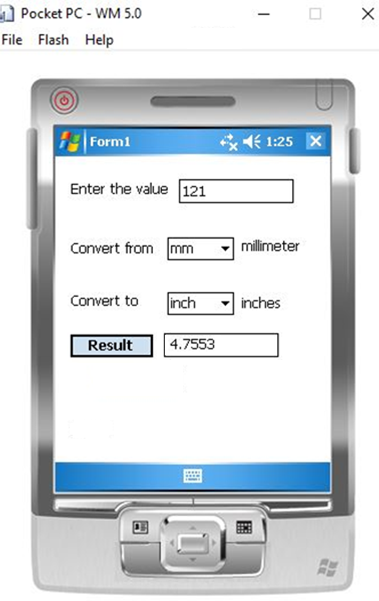 Pocket PC - WM 5.0
File Flash Help
Form1 1:25
Enter the value 121
Convert from mm millimeter
Convert to inch inches
Result 4.7553